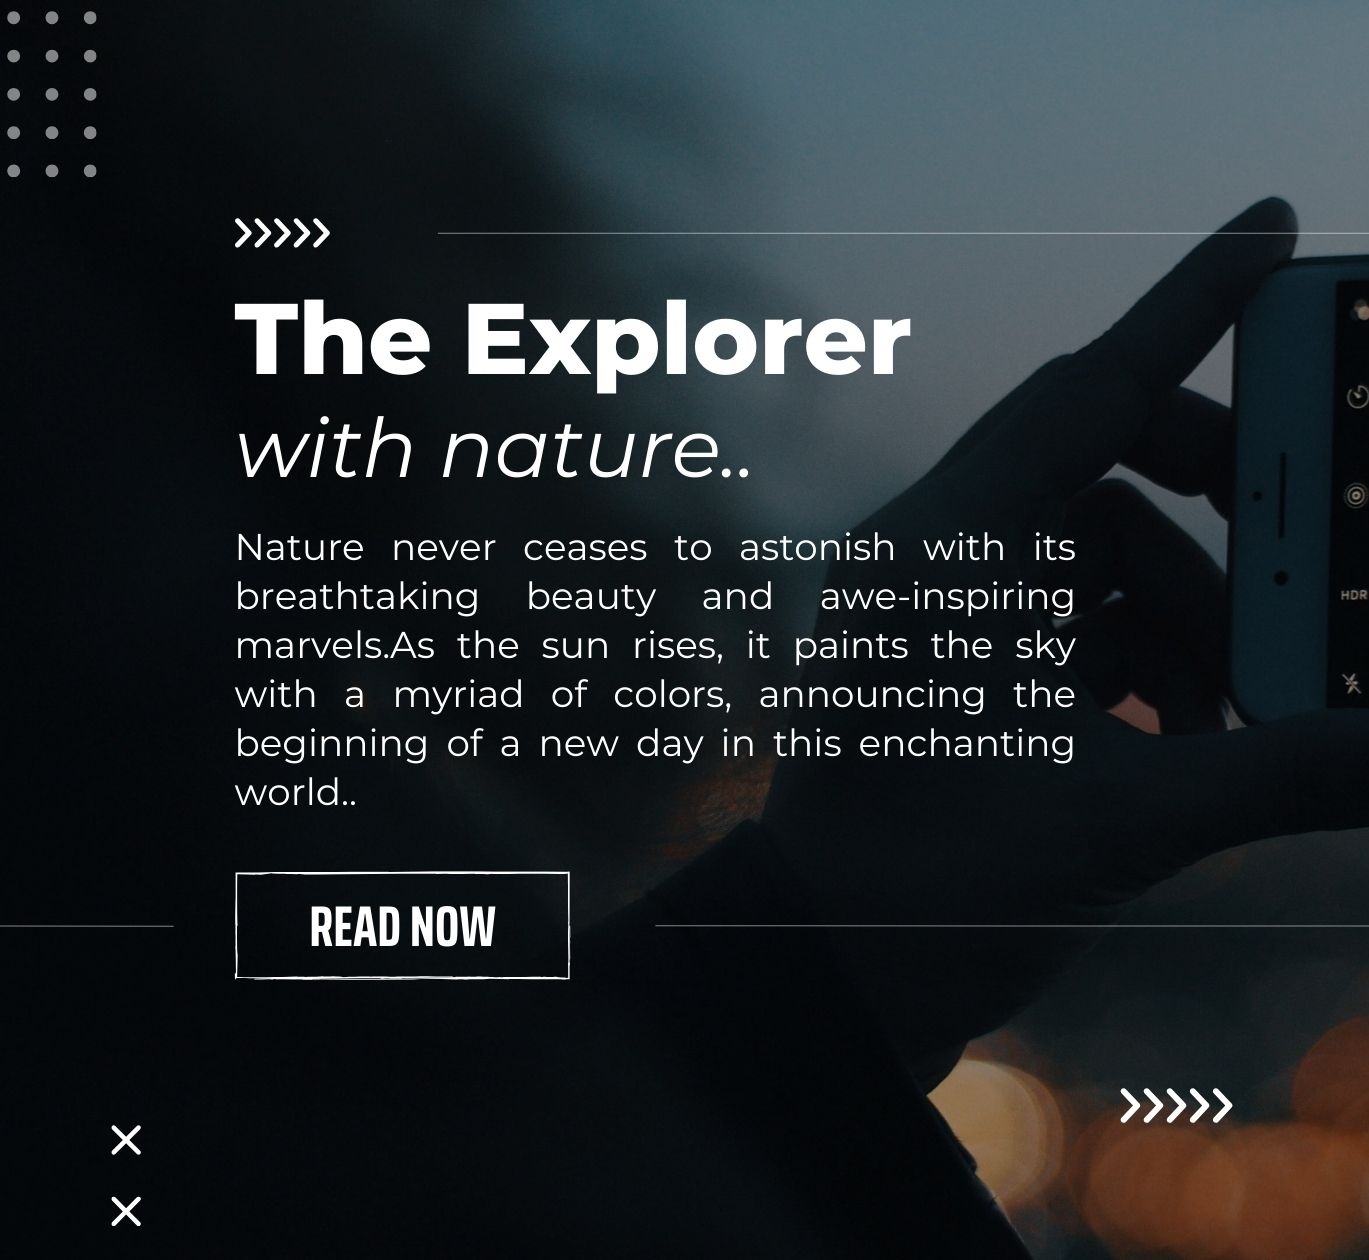 The Explorer
with nature..
Nature never ceases to astonish with its
breathtaking beauty and awe-inspiring
marvels.As the sun rises, it paints the sky
with a myriad of colors, announcing the
beginning of a new day in this enchanting
world..
READ NOW
HDR